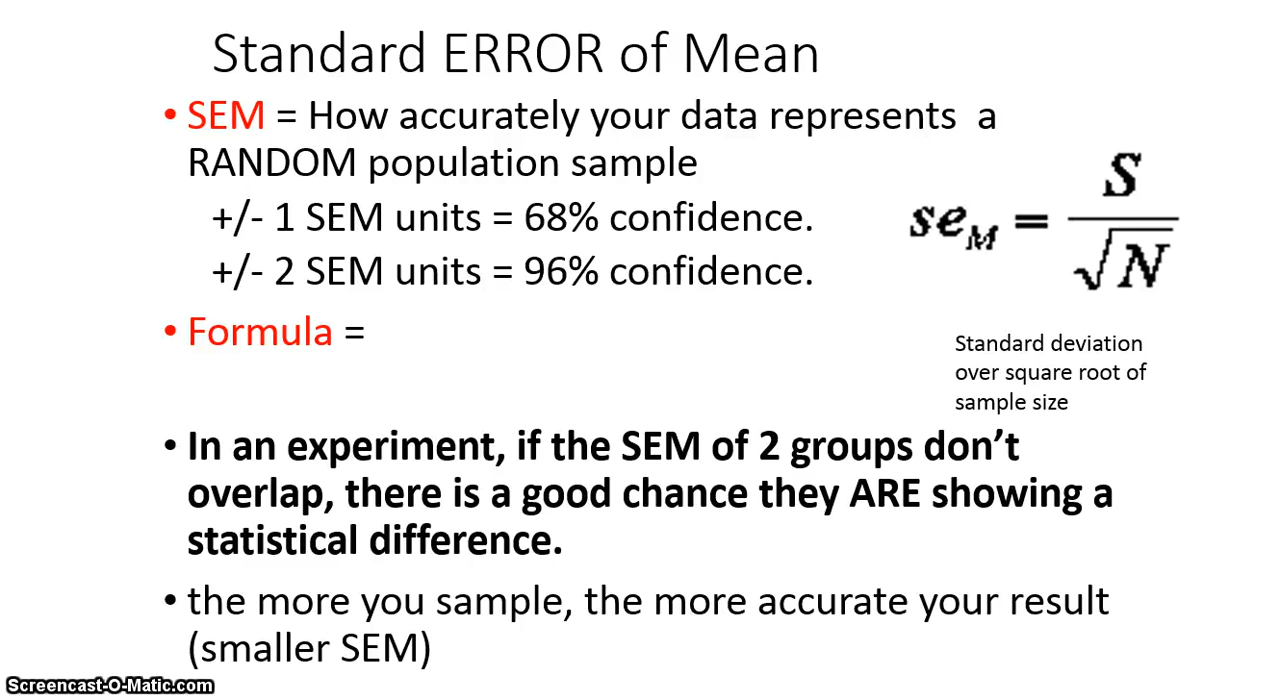 Standard ERROR of Mean
• SEM = How accurately your data represents a
RANDOM population sample
+/- 1 SEM units = 68% confidence.
+/- 2 SEM units = 96% confidence.
• Formula =
se_M = S / √N
Standard deviation
over square root of
sample size
• In an experiment, if the SEM of 2 groups don’t
overlap, there is a good chance they ARE showing a
statistical difference.
• the more you sample, the more accurate your result
(smaller SEM)
Screencast-O-Matic.com